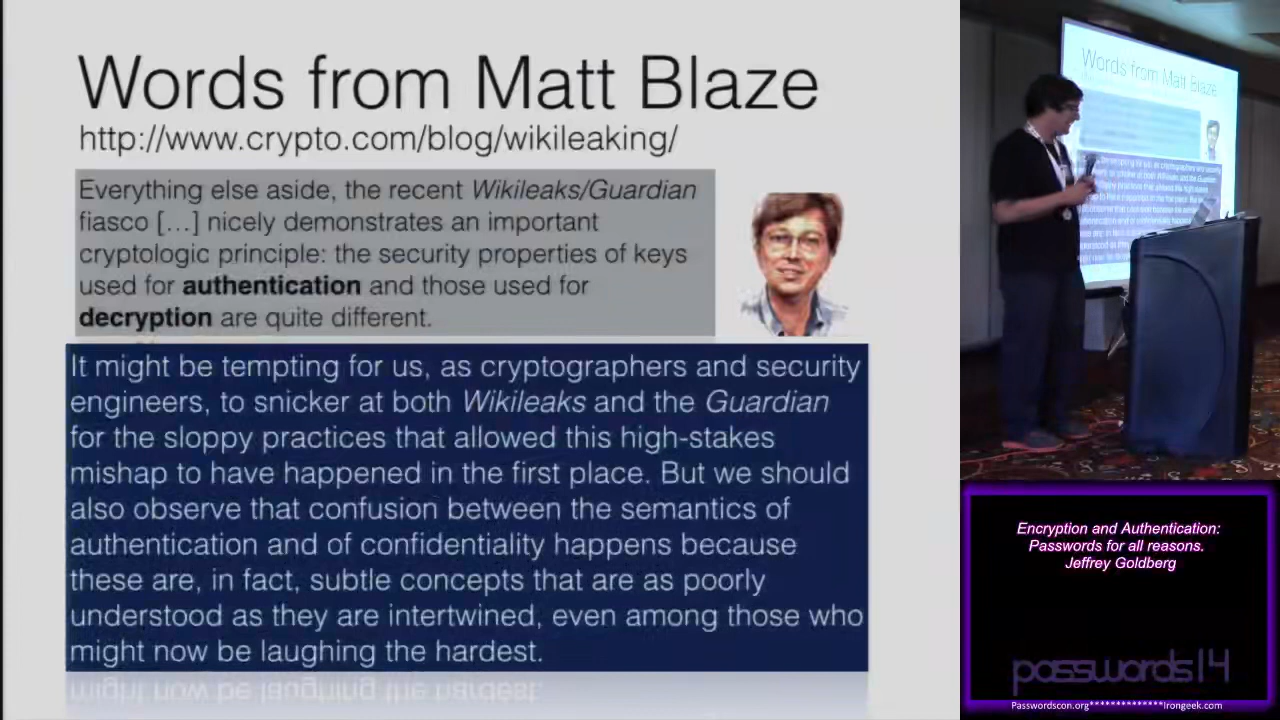 Words from Matt Blaze
http://www.crypto.com/blog/wikileaking/
Everything else aside, the recent Wikileaks/Guardian
fiasco […] nicely demonstrates an important
cryptologic principle: the security properties of keys
used for authentication and those used for
decryption are quite different.
It might be tempting for us, as cryptographers and security
engineers, to snicker at both Wikileaks and the Guardian
for the sloppy practices that allowed this high-stakes
mishap to have happened in the first place. But we should
also observe that confusion between the semantics of
authentication and of confidentiality happens because
these are, in fact, subtle concepts that are as poorly
understood as they are intertwined, even among those who
might now be laughing the hardest.
Words from Matt Blaze
Encryption and Authentication:
Passwords for all reasons.
Jeffrey Goldberg
passwords14
Passwordscon.org**************Irongeek.com